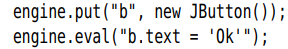 engine.put("b", new JButton());
engine.eval("b.text = 'Ok'");